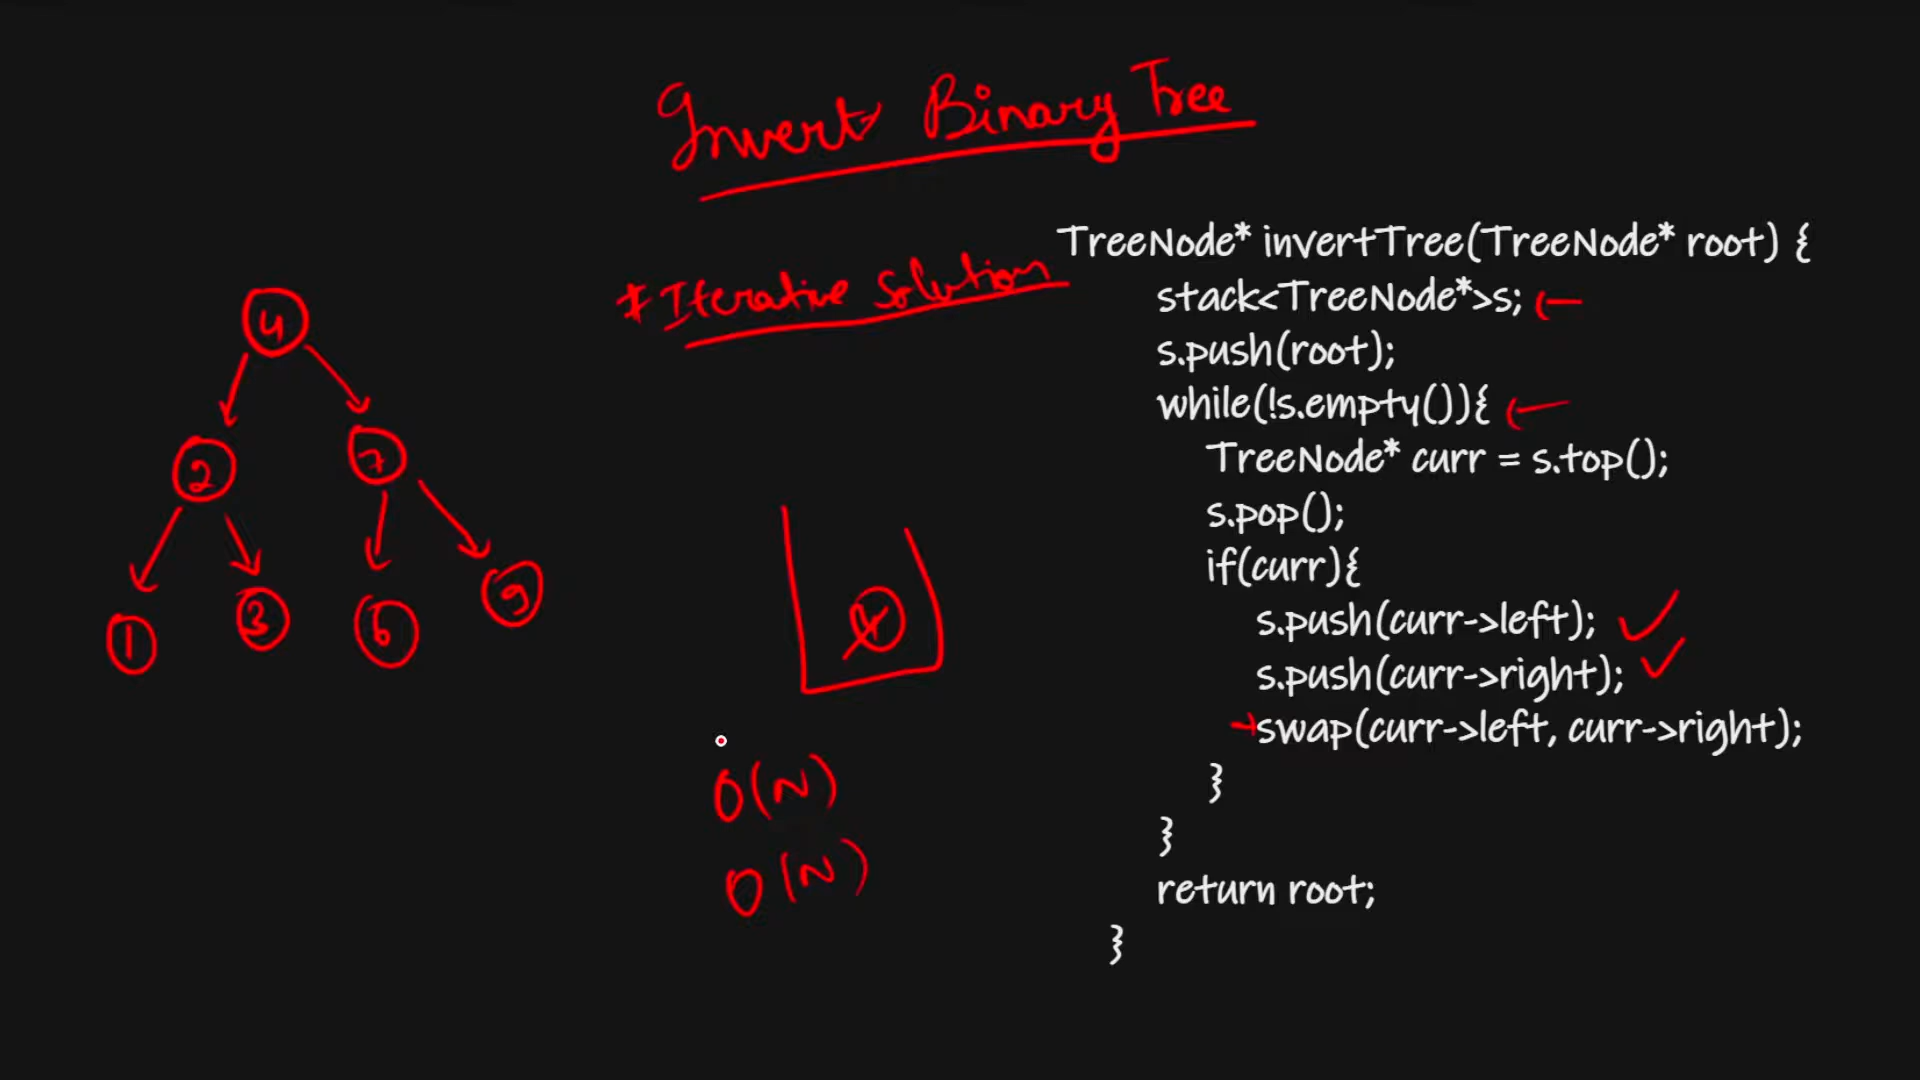 Invert Binary Tree
* Iterative Solution
4
2
7
1
3
6
9
4
O(N)
O(N)
TreeNode* invertTree(TreeNode* root) {
stack<TreeNode*>s;
s.push(root);
while(!s.empty()){
TreeNode* curr = s.top();
s.pop();
if(curr){
s.push(curr->left);
s.push(curr->right);
swap(curr->left, curr->right);
}
}
return root;
}